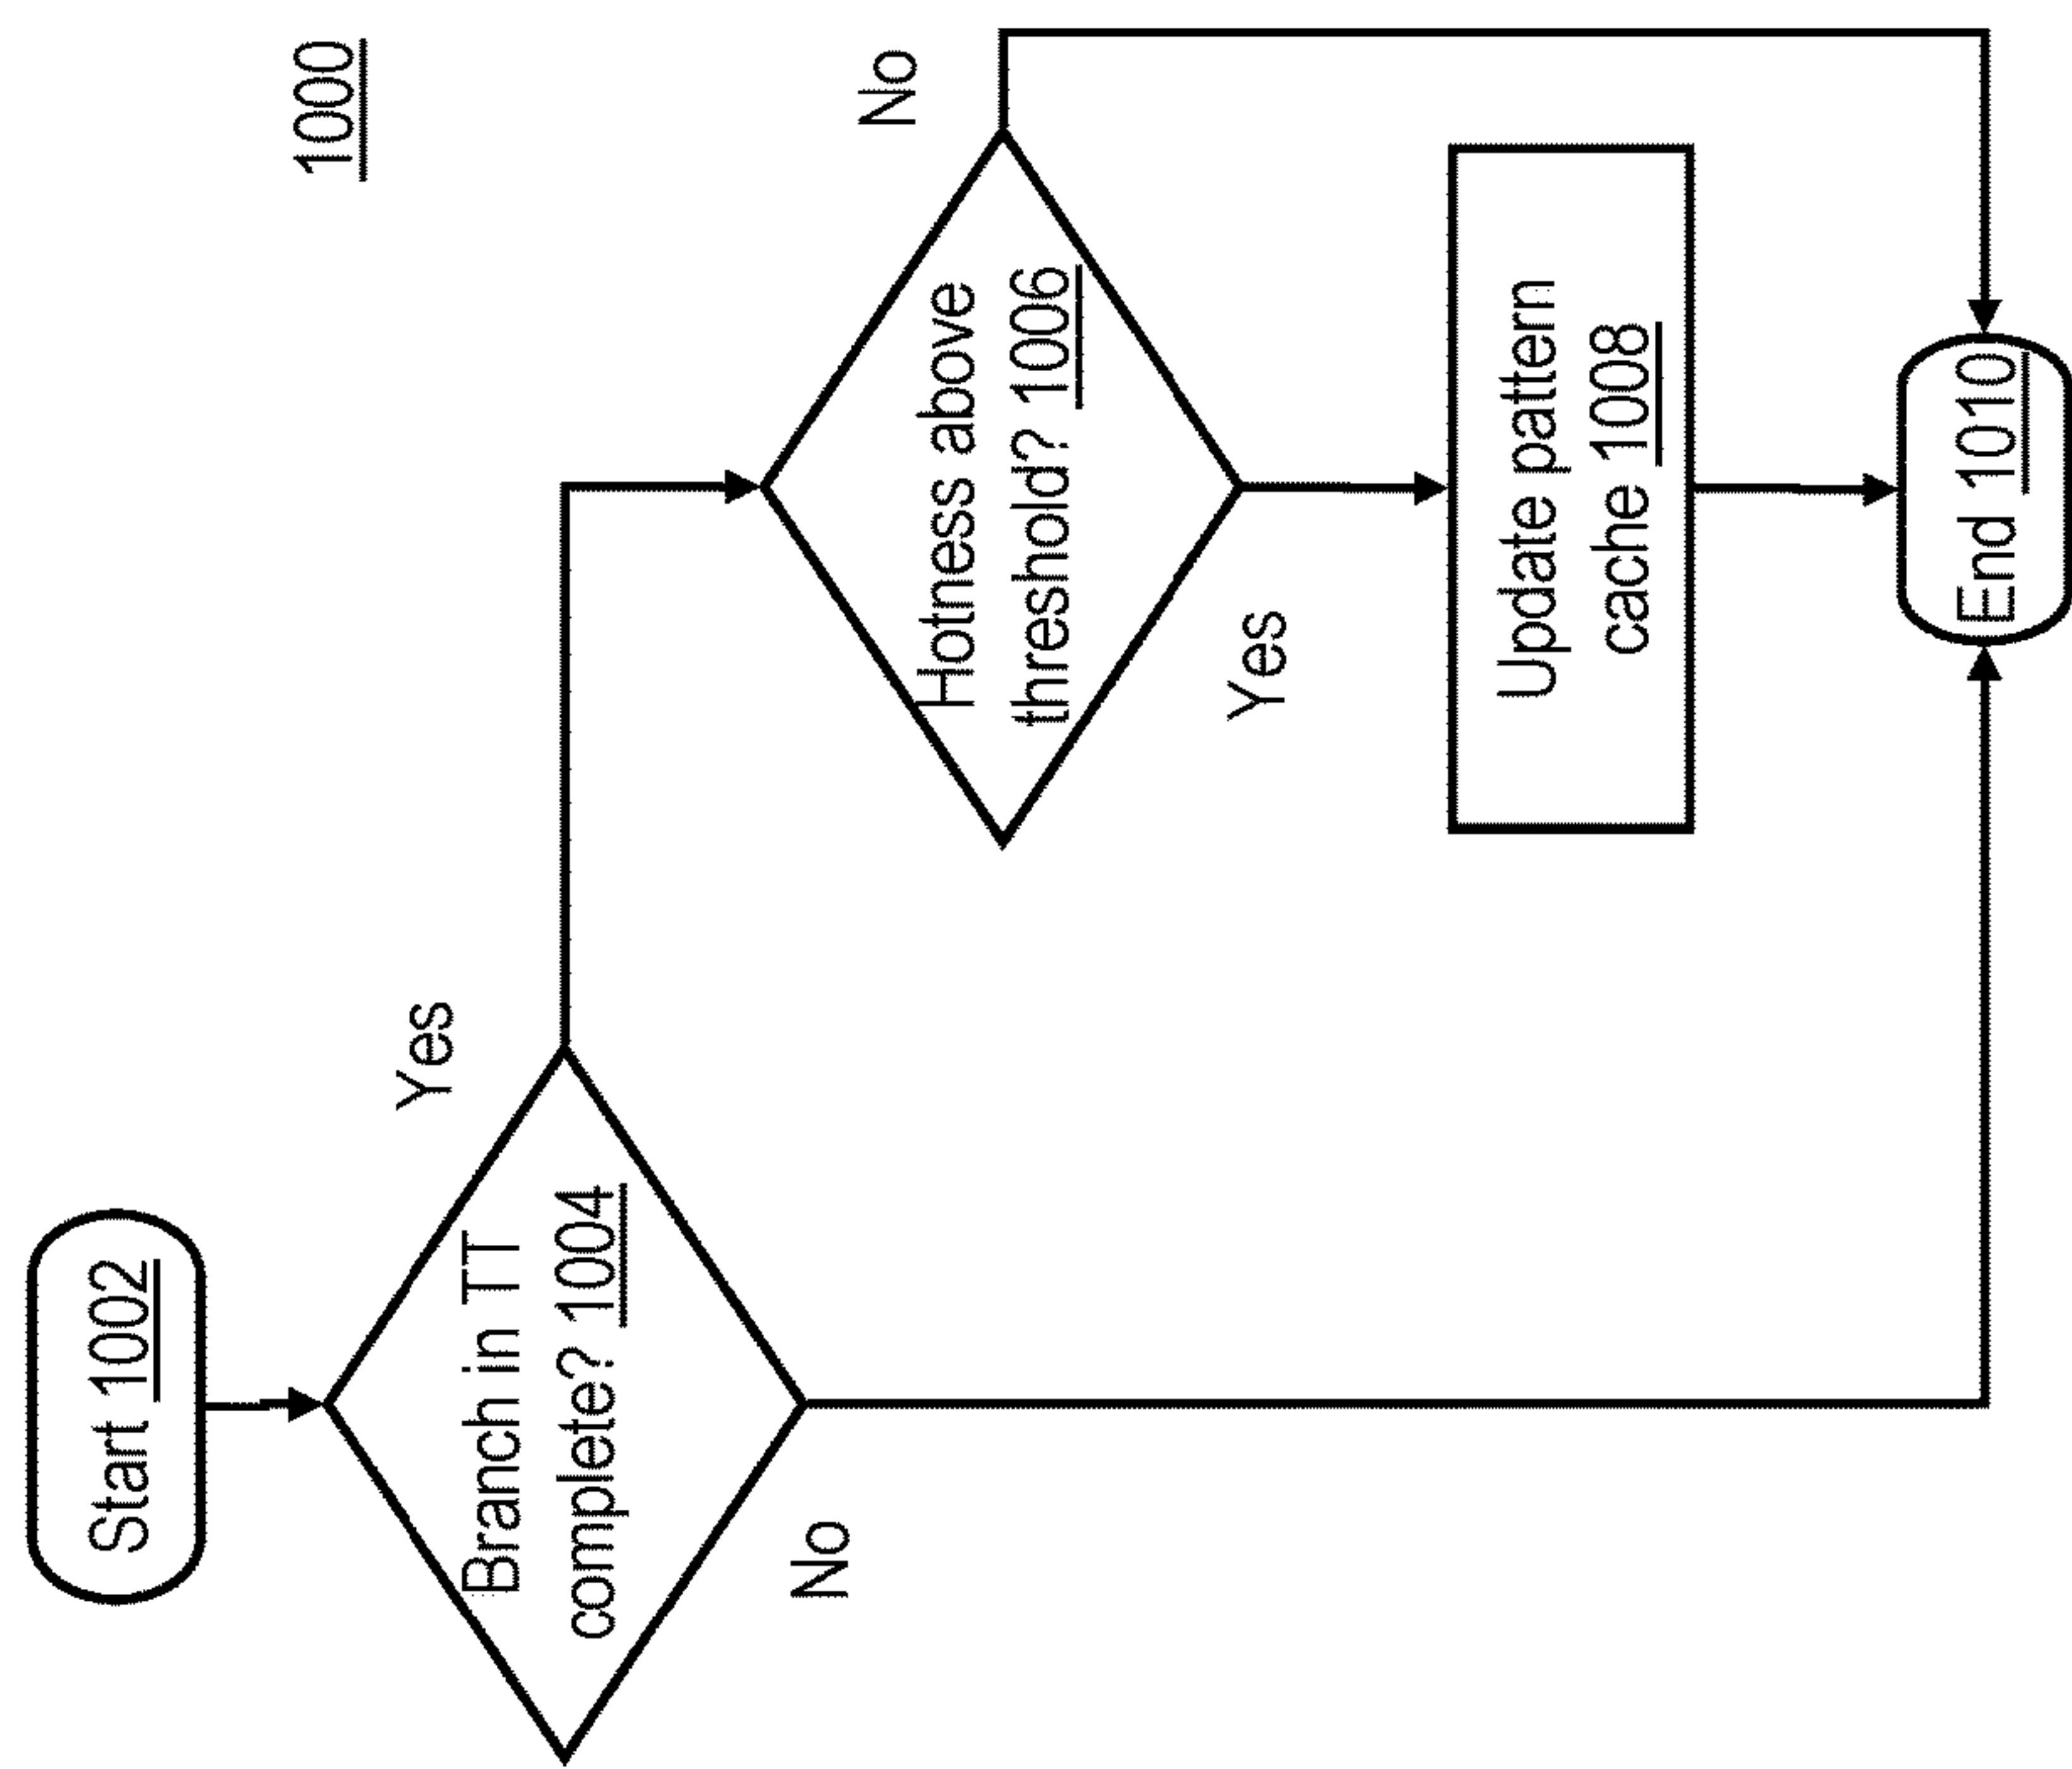 1000
Start 1002
Branch in TT
complete? 1004
Yes
No
Hotness above
threshold? 1006
No
Yes
Update pattern
cache 1008
End 1010